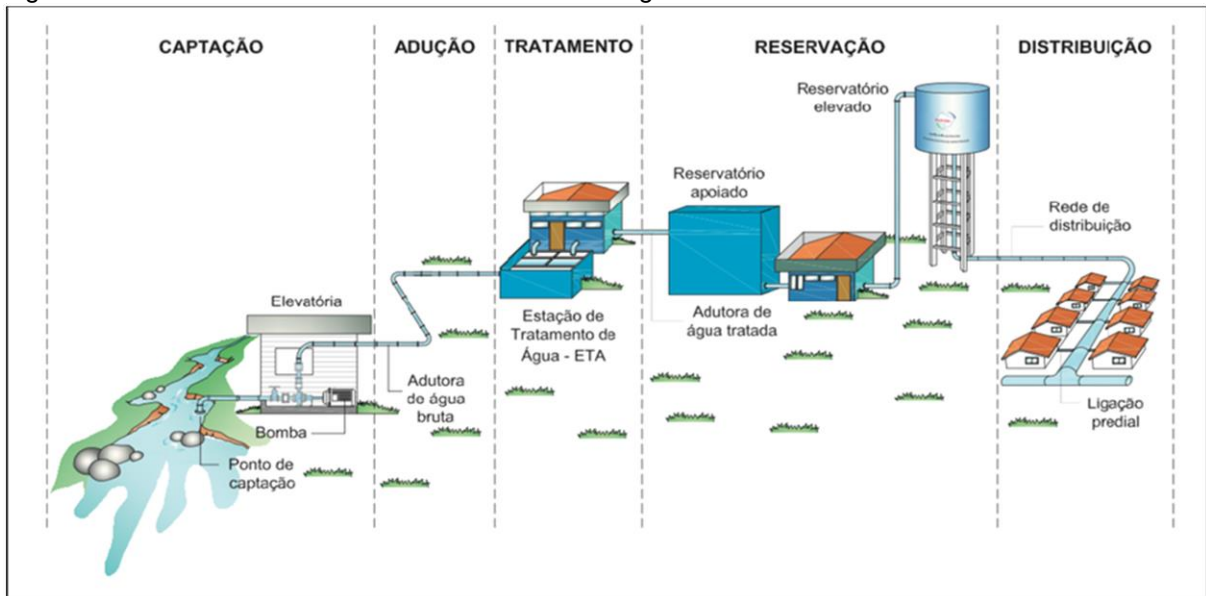 CAPTAÇÃO
ADUÇÃO
TRATAMENTO
RESERVAÇÃO
DISTRIBUIÇÃO
Reservatório
elevado
Reservatório
apoiado
Rede de
distribuição
Elevatória
Estação de
Tratamento de
Água - ETA
Adutora de
água tratada
Adutora
de água
bruta
Bomba
Ligação
predial
Ponto de
captação